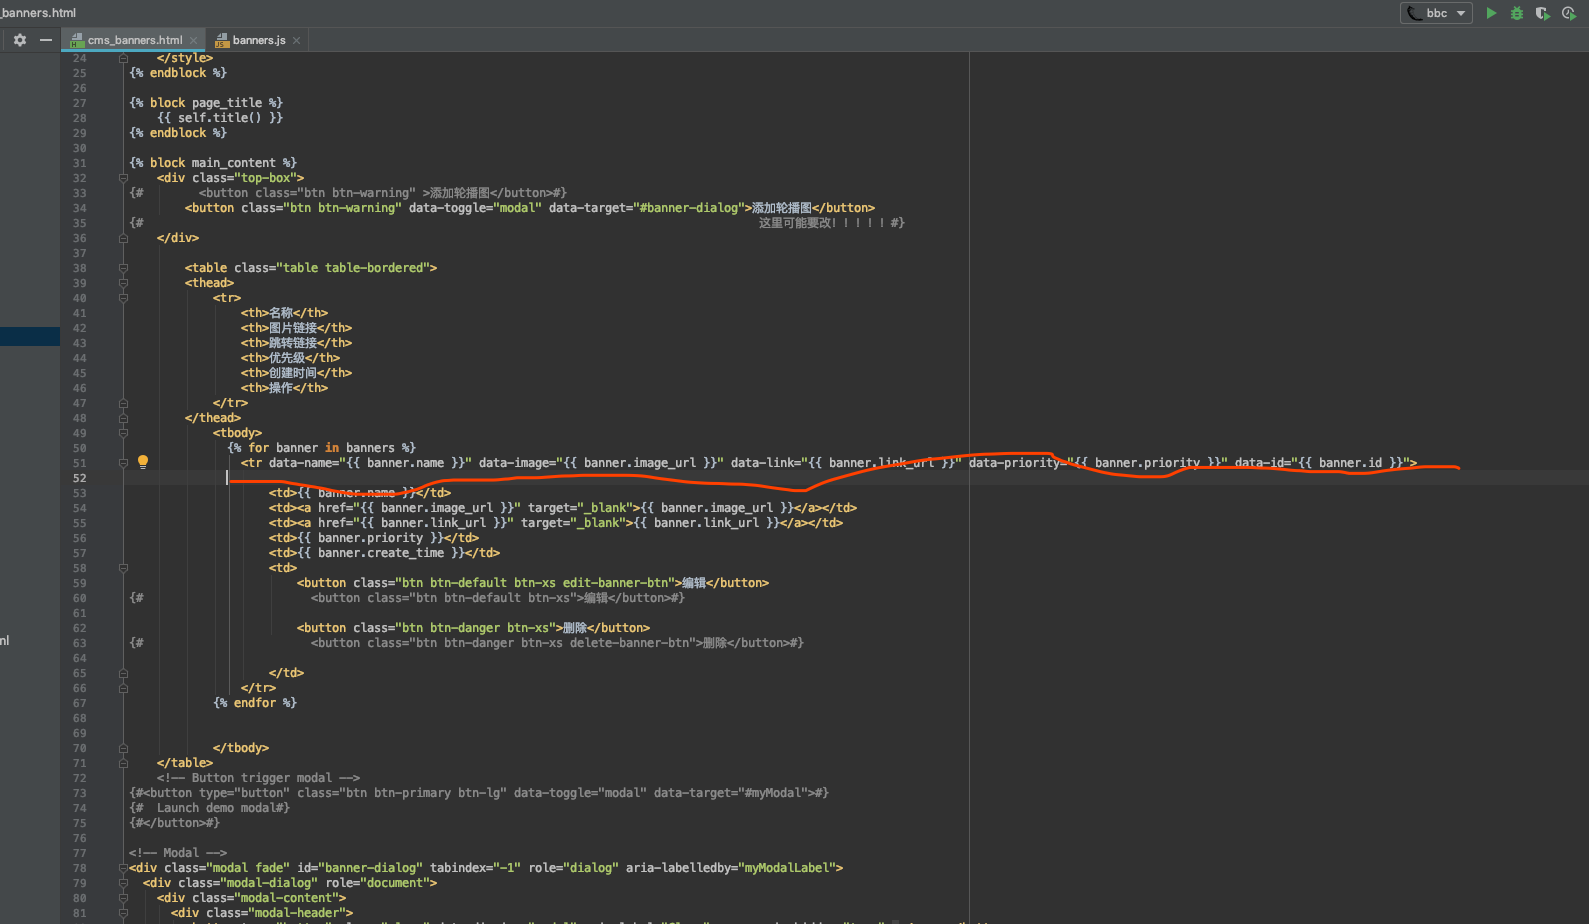 _banners.html
bbc
cms_banners.html
banners.js
24 </style>
25 {% endblock %}
26
27 {% block page_title %}
28 {{ self.title() }}
29 {% endblock %}
30
31 {% block main_content %}
32 <div class="top-box">
33 {# <button class="btn btn-warning" >添加轮播图</button>#}
34 <button class="btn btn-warning" data-toggle="modal" data-target="#banner-dialog">添加轮播图</button>
35 {# 这里可能要改!！！！！#}
36 </div>
37
38 <table class="table table-bordered">
39 <thead>
40 <tr>
41 <th>名称</th>
42 <th>图片链接</th>
43 <th>跳转链接</th>
44 <th>优先级</th>
45 <th>创建时间</th>
46 <th>操作</th>
47 </tr>
48 </thead>
49 <tbody>
50 {% for banner in banners %}
51 <tr data-name="{{ banner.name }}" data-image="{{ banner.image_url }}" data-link="{{ banner.link_url }}" data-priority="{{ banner.priority }}" data-id="{{ banner.id }}">
52
53 <td>{{ banner.name }}</td>
54 <td><a href="{{ banner.image_url }}" target="_blank">{{ banner.image_url }}</a></td>
55 <td><a href="{{ banner.link_url }}" target="_blank">{{ banner.link_url }}</a></td>
56 <td>{{ banner.priority }}</td>
57 <td>{{ banner.create_time }}</td>
58 <td>
59 <button class="btn btn-default btn-xs edit-banner-btn">编辑</button>
60 {# <button class="btn btn-default btn-xs">编辑</button>#}
61
62 <button class="btn btn-danger btn-xs">删除</button>
63 {# <button class="btn btn-danger btn-xs delete-banner-btn">删除</button>#}
64
65 </td>
66 </tr>
67 {% endfor %}
68
69
70 </tbody>
71 </table>
72 <!-- Button trigger modal -->
73 {#<button type="button" class="btn btn-primary btn-lg" data-toggle="modal" data-target="#myModal">#}
74 {# Launch demo modal#}
75 {#</button>#}
76
77 <!-- Modal -->
78 <div class="modal fade" id="banner-dialog" tabindex="-1" role="dialog" aria-labelledby="myModalLabel">
79 <div class="modal-dialog" role="document">
80 <div class="modal-content">
81 <div class="modal-header">
ml